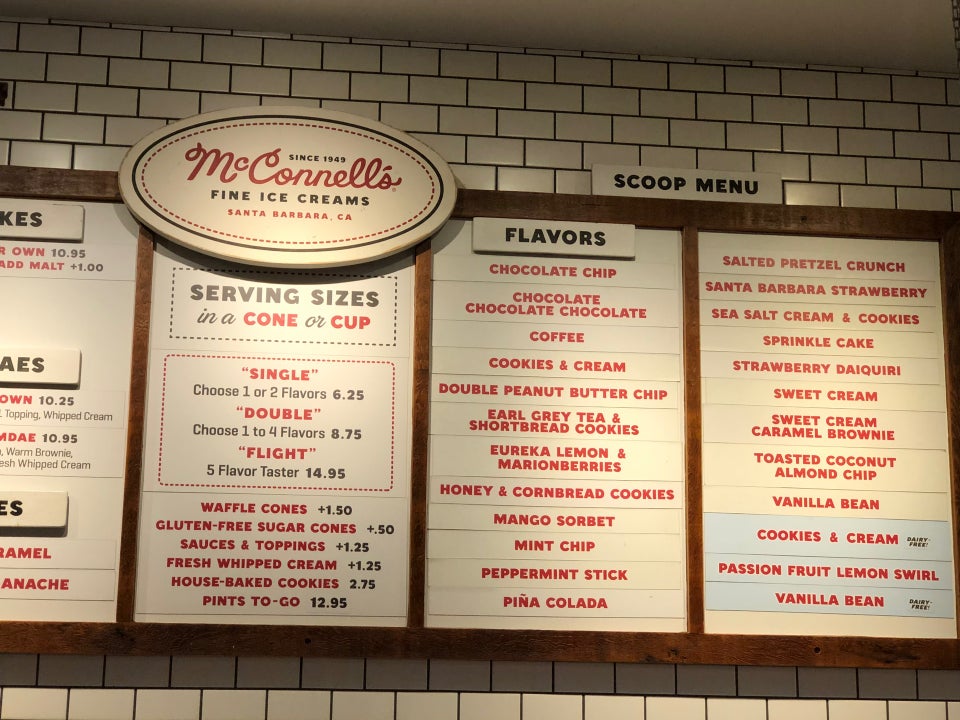 McConnell's
SINCE 1949
FINE ICE CREAMS
SANTA BARBARA, CA
SCOOP MENU
KES
R OWN 10.95
ADD MALT +1.00
AES
OWN 10.25
Topping, Whipped Cream
MDAE 10.95
, Warm Brownie,
esh Whipped Cream
ES
RAMEL
ANACHE
SERVING SIZES
in a CONE or CUP
"SINGLE"
Choose 1 or 2 Flavors 6.25
"DOUBLE"
Choose 1 to 4 Flavors 8.75
"FLIGHT"
5 Flavor Taster 14.95
WAFFLE CONES +1.50
GLUTEN-FREE SUGAR CONES +.50
SAUCES & TOPPINGS +1.25
FRESH WHIPPED CREAM +1.25
HOUSE-BAKED COOKIES 2.75
PINTS TO-GO 12.95
FLAVORS
CHOCOLATE CHIP
CHOCOLATE
CHOCOLATE CHOCOLATE
COFFEE
COOKIES & CREAM
DOUBLE PEANUT BUTTER CHIP
EARL GREY TEA &
SHORTBREAD COOKIES
EUREKA LEMON &
MARIONBERRIES
HONEY & CORNBREAD COOKIES
MANGO SORBET
MINT CHIP
PEPPERMINT STICK
PIÑA COLADA
SALTED PRETZEL CRUNCH
SANTA BARBARA STRAWBERRY
SEA SALT CREAM & COOKIES
SPRINKLE CAKE
STRAWBERRY DAIQUIRI
SWEET CREAM
SWEET CREAM
CARAMEL BROWNIE
TOASTED COCONUT
ALMOND CHIP
VANILLA BEAN
COOKIES & CREAM DAIRY-FREE!
PASSION FRUIT LEMON SWIRL
VANILLA BEAN DAIRY-FREE!